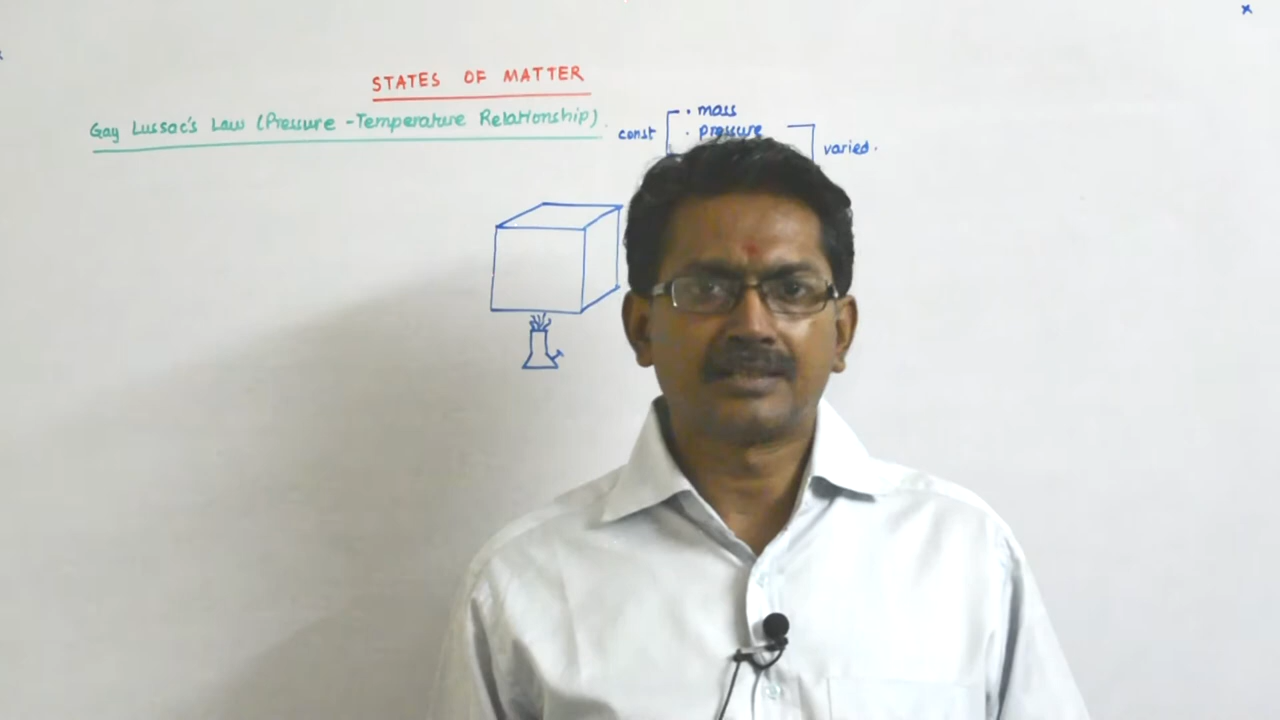 STATES OF MATTER
Gay Lussac's Law (Pressure - Temperature Relationship).
const
• mass
• pressure
varied.